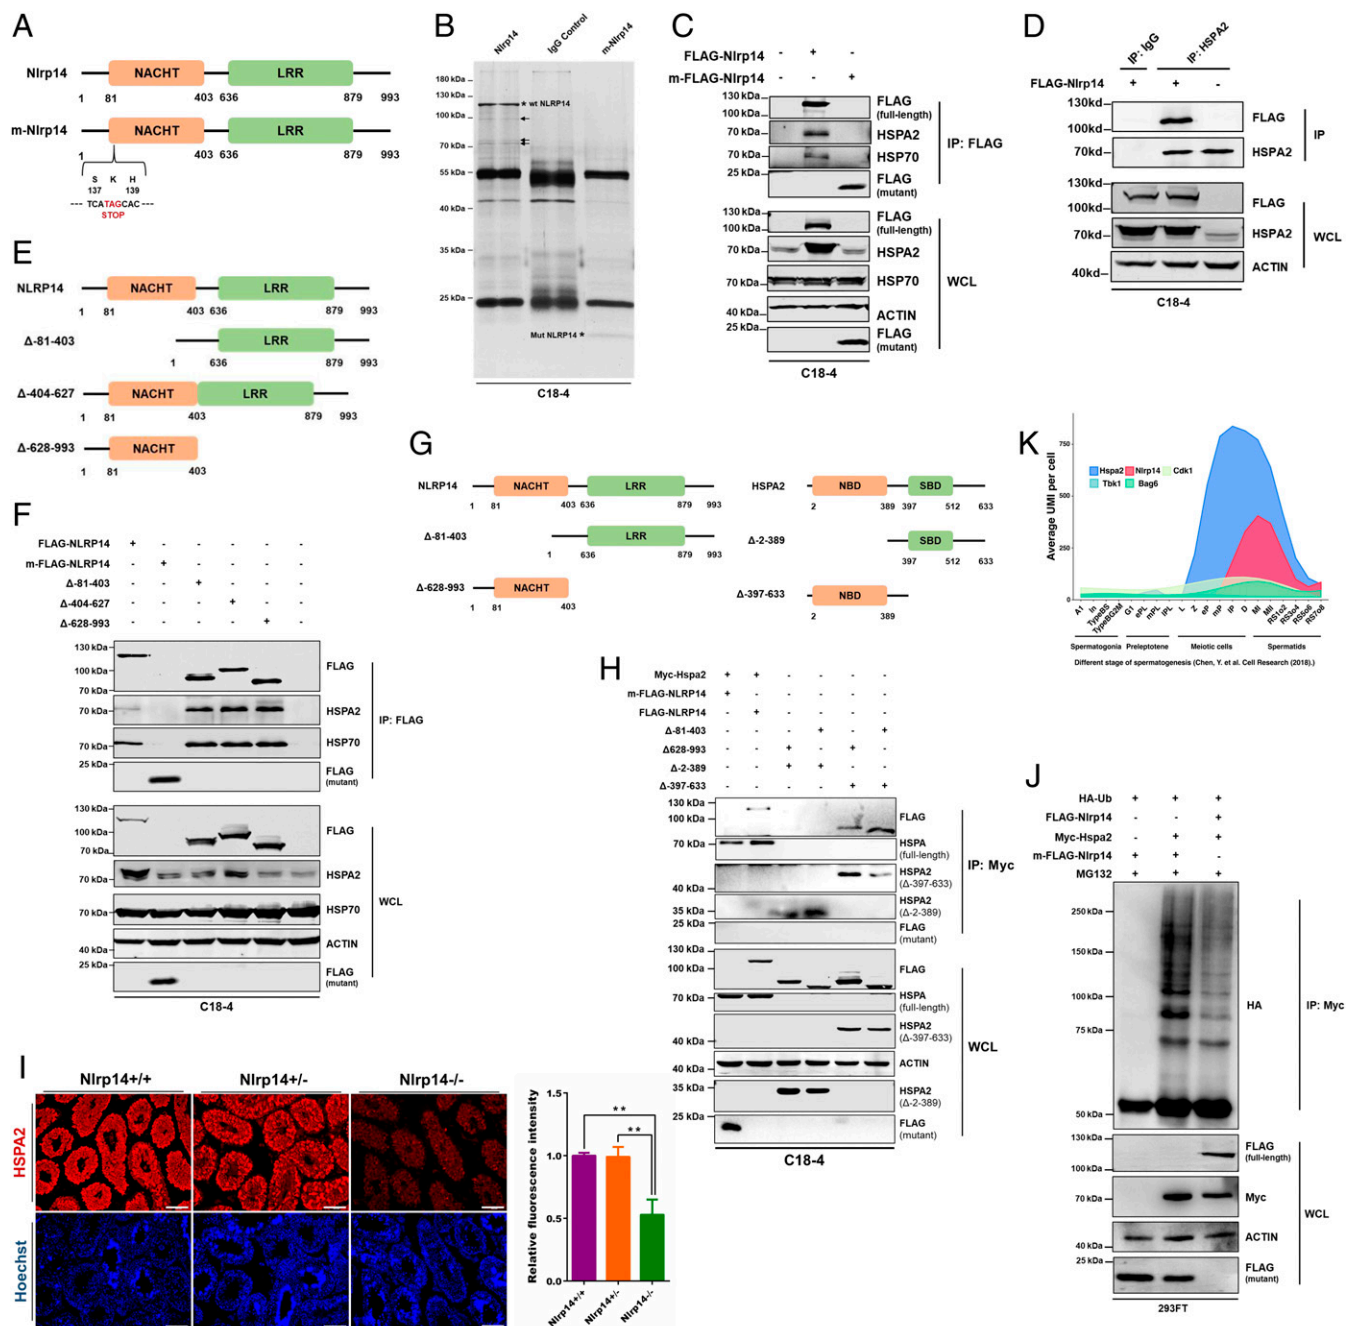 A
Nlrp14 NACHT LRR
1 81 403 636 879 993
m-Nlrp14 NACHT LRR
1 81 403 636 879 993
S K H
137 139
--- TCATAGCAC ---
STOP
B
Nlrp14 IgG Control m-Nlrp14
180 kDa
130 kDa
* wt NLRP14
100 kDa
70 kDa
55 kDa
40 kDa
25 kDa
Mut NLRP14 *
C18-4
C
FLAG-Nlrp14 - + -
m-FLAG-Nlrp14 - - +
130 kDa
100 kDa
FLAG
(full-length)
70 kDa HSPA2
70 kDa HSP70
25 kDa FLAG
(mutant)
IP: FLAG
130 kDa
100 kDa
FLAG
(full-length)
70 kDa HSPA2
70 kDa HSP70
40 kDa ACTIN
25 kDa FLAG
(mutant)
WCL
C18-4
D
IP: IgG IP: HSPA2
FLAG-Nlrp14 + + -
130kd
100kd
FLAG
70kd HSPA2
IP
130kd
100kd
FLAG
70kd HSPA2
ACTIN
40kd
WCL
C18-4
E
NLRP14 NACHT LRR
1 81 403 636 879 993
Δ-81-403 LRR
1 636 879 993
Δ-404-627 NACHT LRR
1 81 403 879 993
Δ-628-993 NACHT
1 81 403
F
FLAG-NLRP14 + - - - - -
m-FLAG-NLRP14 - + - - - -
Δ-81-403 - - + - - -
Δ-404-627 - - - + - -
Δ-628-993 - - - - + -
130 kDa
100 kDa
70 kDa
FLAG
70 kDa HSPA2
70 kDa HSP70
25 kDa FLAG
(mutant)
IP: FLAG
130 kDa
100 kDa
70 kDa
FLAG
HSPA2
70 kDa
70 kDa HSP70
ACTIN
40 kDa
25 kDa FLAG
(mutant)
WCL
C18-4
G
NLRP14 NACHT LRR
1 81 403 636 879 993
HSPA2 NBD SBD
2 389 397 512 633
Δ-81-403 LRR
1 636 879 993
Δ-2-389 SBD
397 512 633
Δ-628-993 NACHT
1 81 403
Δ-397-633 NBD
2 389
H
Myc-Hspa2 + + - - - -
m-FLAG-NLRP14 + - - - - -
FLAG-NLRP14 - + - - - -
Δ-81-403 - - - + - +
Δ628-993 - - + - + -
Δ-2-389 - - + + - -
Δ-397-633 - - - - + +
130 kDa
100 kDa
FLAG
70 kDa HSPA
(full-length)
HSPA2
(Δ-397-633)
40 kDa
35 kDa HSPA2
(Δ-2-389)
25 kDa FLAG
(mutant)
IP: Myc
130 kDa
100 kDa
FLAG
70 kDa HSPA
(full-length)
HSPA2
(Δ-397-633)
40 kDa
ACTIN
40 kDa
35 kDa HSPA2
(Δ-2-389)
25 kDa FLAG
(mutant)
WCL
C18-4
I
Nlrp14+/+ Nlrp14+/- Nlrp14-/-
HSPA2
Hoechst
Relative fluorescence intensity
1.5
1.0
0.5
0.0
**
**
Nlrp14+/+ Nlrp14+/- Nlrp14-/-
J
HA-Ub + + +
FLAG-Nlrp14 - - +
Myc-Hspa2 - + +
m-FLAG-Nlrp14 + + -
MG132 + + +
250 kDa
150 kDa
100 kDa
75 kDa
50 kDa
HA
IP: Myc
130 kDa
100 kDa
FLAG
(full-length)
70 kDa Myc
ACTIN
40 kDa
25 kDa FLAG
(mutant)
WCL
293FT
K
Average UMI per cell
750
500
250
0
Hspa2 Nlrp14 Cdk1
Tbk1 Bag6
A1 In TypeBS TypeBG2M G1 ePL mPL lPL L Z eP mP lP D MI MII RS1o2 RS3o4 RS5o6 RS7o8
Spermatogonia Preleptotene Meiotic cells Spermatids
Different stage of spermatogenesis (Chen, Y. et al. Cell Research (2018).)